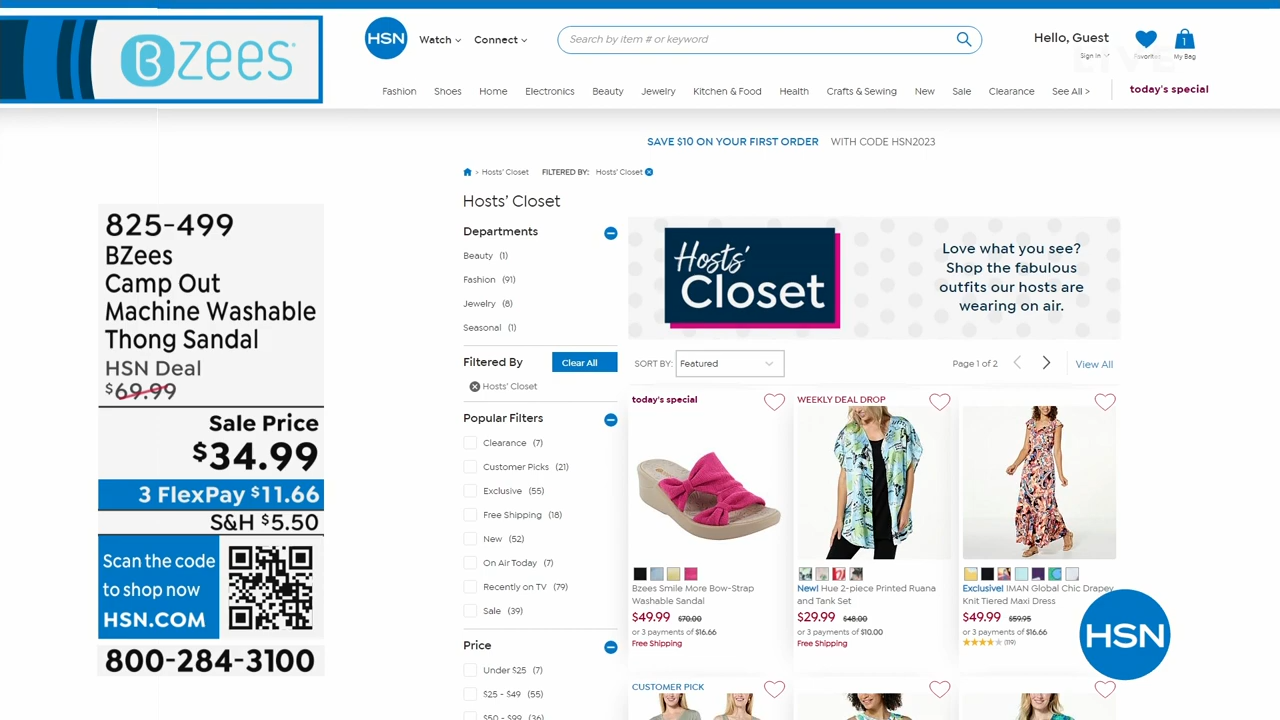 Bzees
HSN
Watch
Connect
Search by item # or keyword
Hello, Guest
Sign in
Favorites
1
My Bag
LIVE
Fashion
Shoes
Home
Electronics
Beauty
Jewelry
Kitchen & Food
Health
Crafts & Sewing
New
Sale
Clearance
See All >
today's special
SAVE $10 ON YOUR FIRST ORDER WITH CODE HSN2023
> Hosts' Closet FILTERED BY: Hosts' Closet
Hosts' Closet
825-499
BZees
Camp Out
Machine Washable
Thong Sandal
HSN Deal
$69.99
Sale Price
$34.99
3 FlexPay $11.66
S&H $5.50
Scan the code
to shop now
HSN.COM
800-284-3100
Departments
Beauty (1)
Fashion (91)
Jewelry (8)
Seasonal (1)
Filtered By
Clear All
Hosts' Closet
Popular Filters
Clearance (7)
Customer Picks (21)
Exclusive (55)
Free Shipping (18)
New (52)
On Air Today (7)
Recently on TV (79)
Sale (39)
Price
Under $25 (7)
$25 - $49 (55)
$50 - $99 (36)
Hosts'
Closet
Love what you see?
Shop the fabulous
outfits our hosts are
wearing on air.
SORT BY: Featured
Page 1 of 2
View All
today's special
Bzees Smile More Bow-Strap
Washable Sandal
$49.99 $70.00
or 3 payments of $16.66
Free Shipping
WEEKLY DEAL DROP
New! Hue 2-piece Printed Ruana
and Tank Set
$29.99 $48.00
or 3 payments of $10.00
Free Shipping
Exclusive! IMAN Global Chic Drapey
Knit Tiered Maxi Dress
$49.99 $59.95
or 3 payments of $16.66
(119)
CUSTOMER PICK
HSN